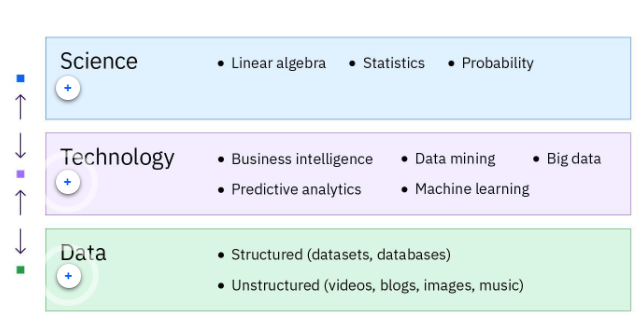 Science
• Linear algebra • Statistics • Probability
Technology
• Business intelligence • Data mining • Big data
• Predictive analytics • Machine learning
Data
• Structured (datasets, databases)
• Unstructured (videos, blogs, images, music)